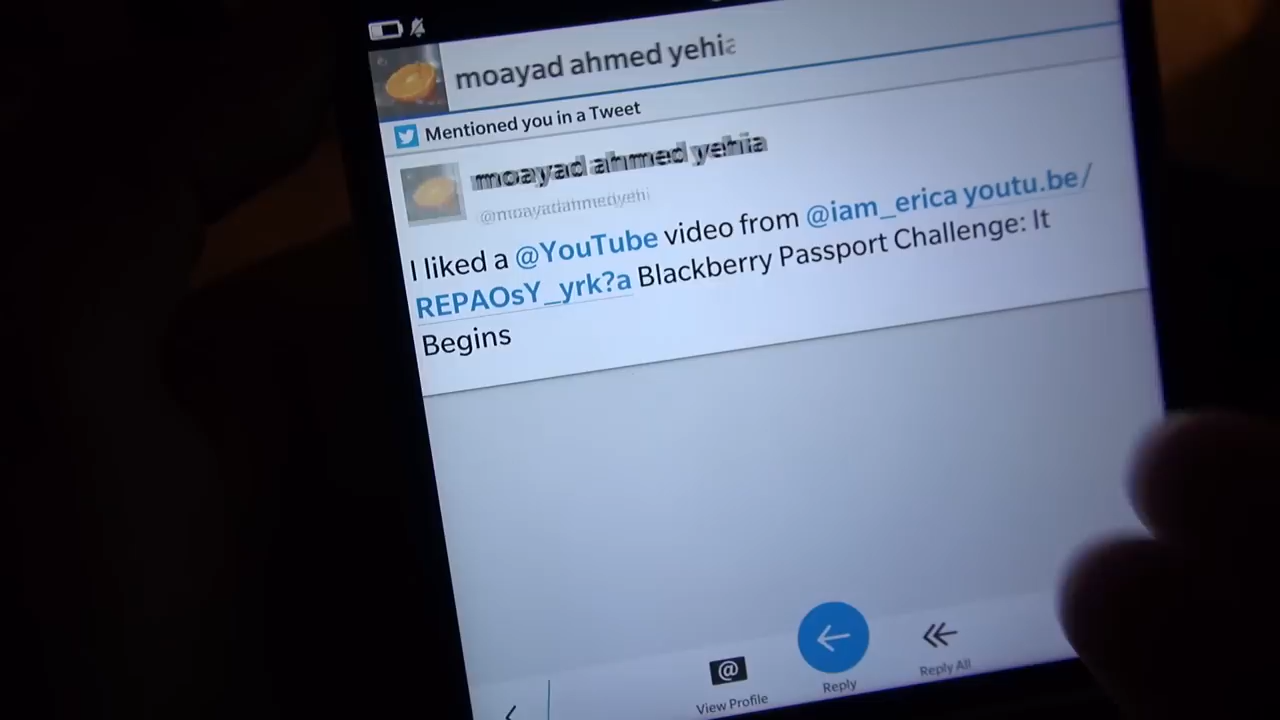 moayad ahmed yehia
Mentioned you in a Tweet
moayad ahmed yehia
@moayadahmedyehi
I liked a @YouTube video from @iam_erica youtu.be/
REPAOsY_yrk?a Blackberry Passport Challenge: It
Begins
@
View Profile
Reply
Reply All